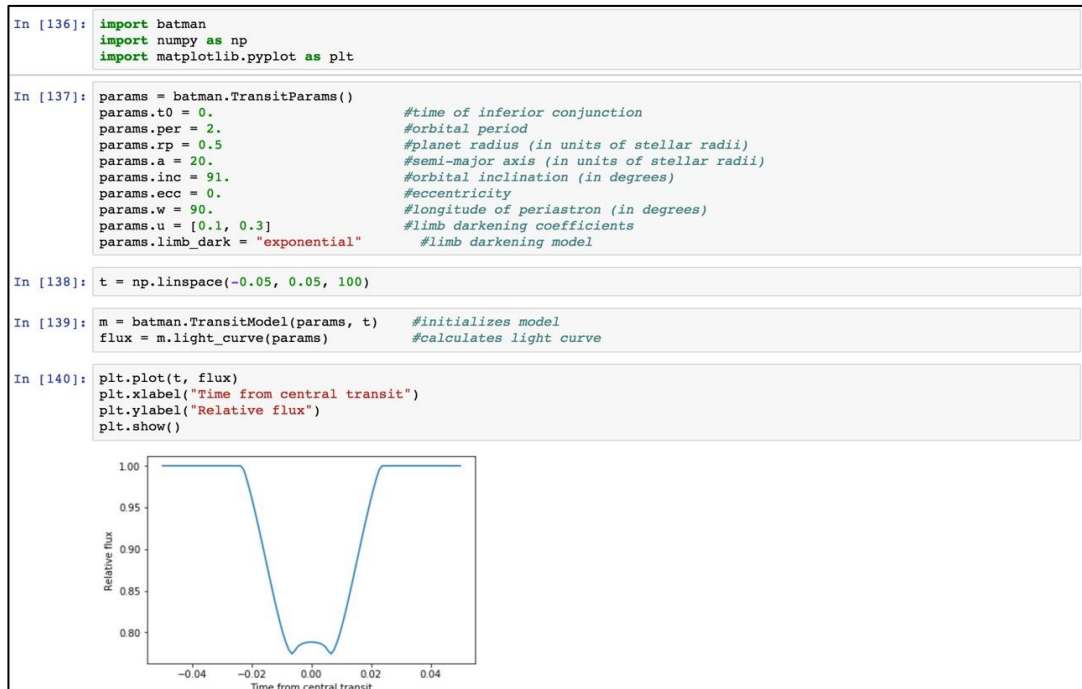 In [136]: import batman
import numpy as np
import matplotlib.pyplot as plt
In [137]: params = batman.TransitParams()
params.t0 = 0. #time of inferior conjunction
params.per = 2. #orbital period
params.rp = 0.5 #planet radius (in units of stellar radii)
params.a = 20. #semi-major axis (in units of stellar radii)
params.inc = 91. #orbital inclination (in degrees)
params.ecc = 0. #eccentricity
params.w = 90. #longitude of periastron (in degrees)
params.u = [0.1, 0.3] #limb darkening coefficients
params.limb_dark = "exponential" #limb darkening model
In [138]: t = np.linspace(-0.05, 0.05, 100)
In [139]: m = batman.TransitModel(params, t) #initializes model
flux = m.light_curve(params) #calculates light curve
In [140]: plt.plot(t, flux)
plt.xlabel("Time from central transit")
plt.ylabel("Relative flux")
plt.show()
1.00
0.95
0.90
0.85
0.80
Relative flux
−0.04 −0.02 0.00 0.02 0.04
Time from central transit